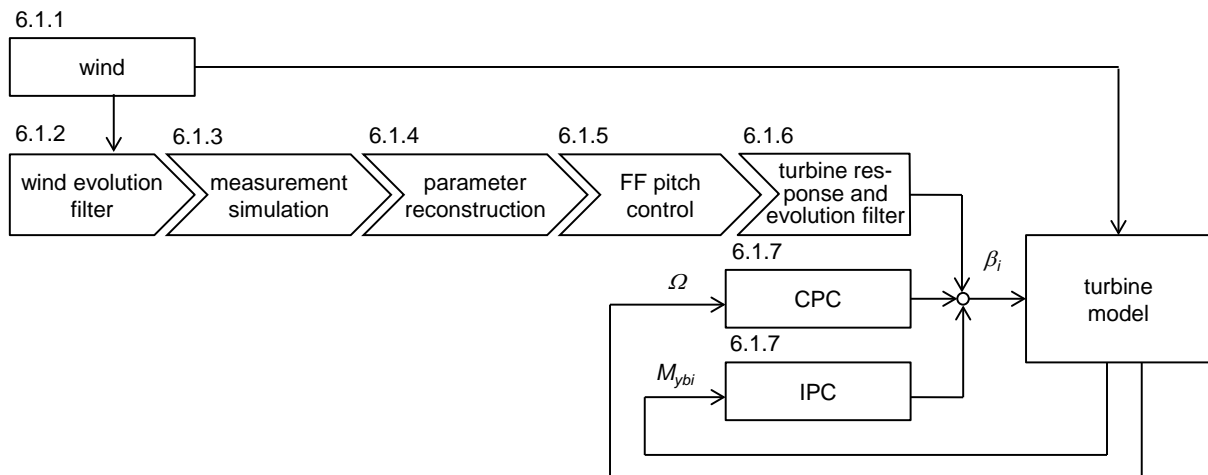 6.1.1
wind
6.1.2
6.1.3
6.1.4
6.1.5
6.1.6
wind evolution
filter
measurement
simulation
parameter
reconstruction
FF pitch
control
turbine res-
ponse and
evolution filter
6.1.7
Ω
CPC
βi
turbine
model
6.1.7
Mybi
IPC